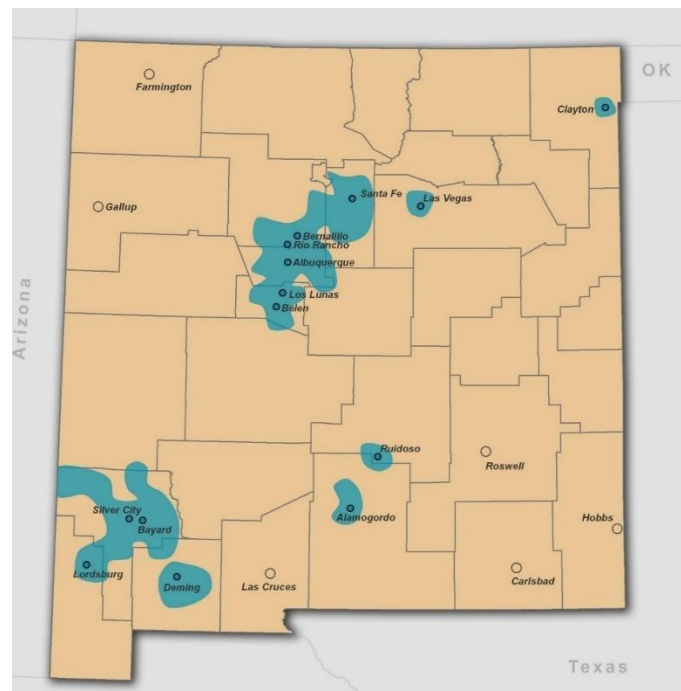 OK
Farmington
Clayton
Santa Fe
Las Vegas
Gallup
Bernalillo
Rio Rancho
Albuquerque
Los Lunas
Belen
Arizona
Ruidoso
Roswell
Silver City
Bayard
Alamogordo
Hobbs
Lordsburg
Deming
Las Cruces
Carlsbad
Texas